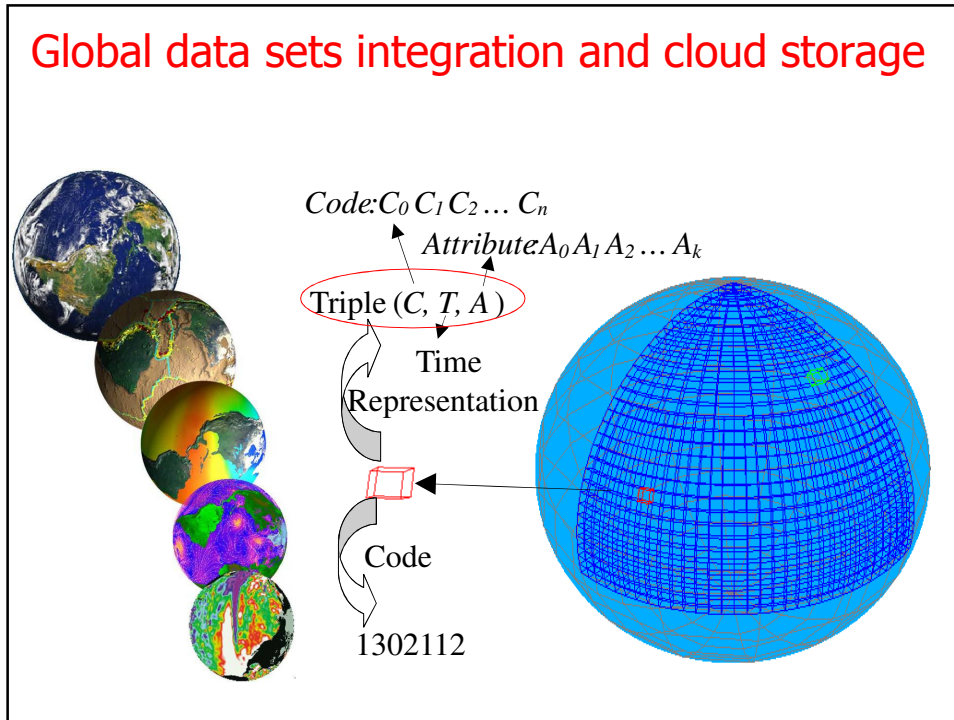 Global data sets integration and cloud storage
Code:C0 C1 C2 … Cn
Attribute:A0 A1 A2 … Ak
Triple (C, T, A )
Time
Representation
Code
1302112